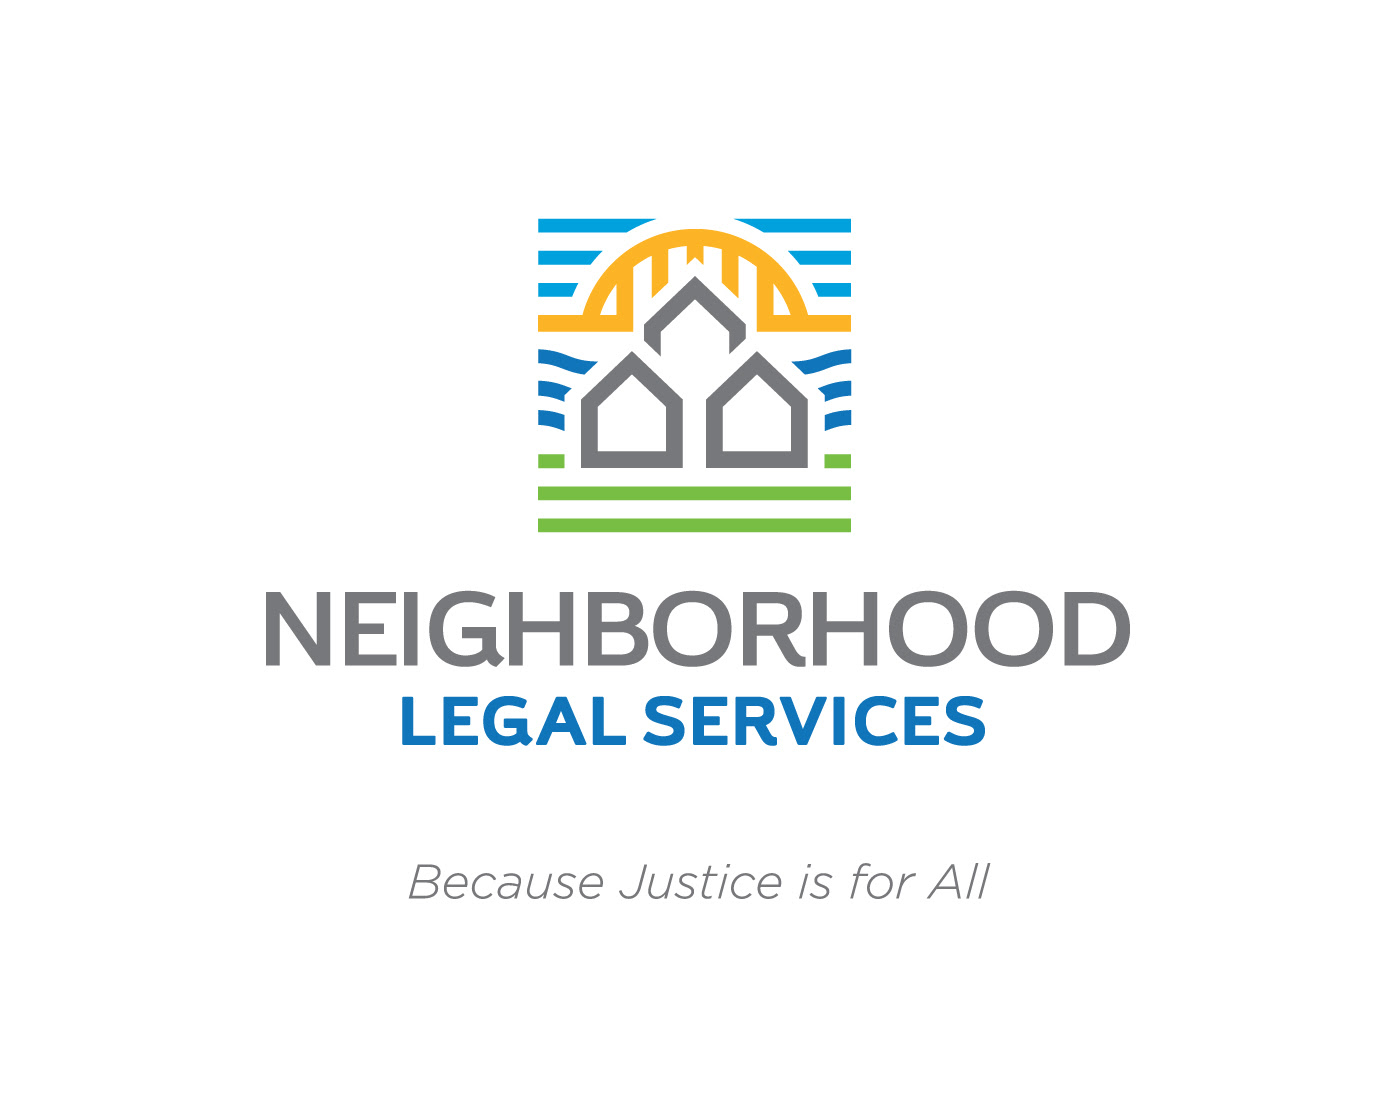 NEIGHBORHOOD
LEGAL SERVICES
Because Justice is for All